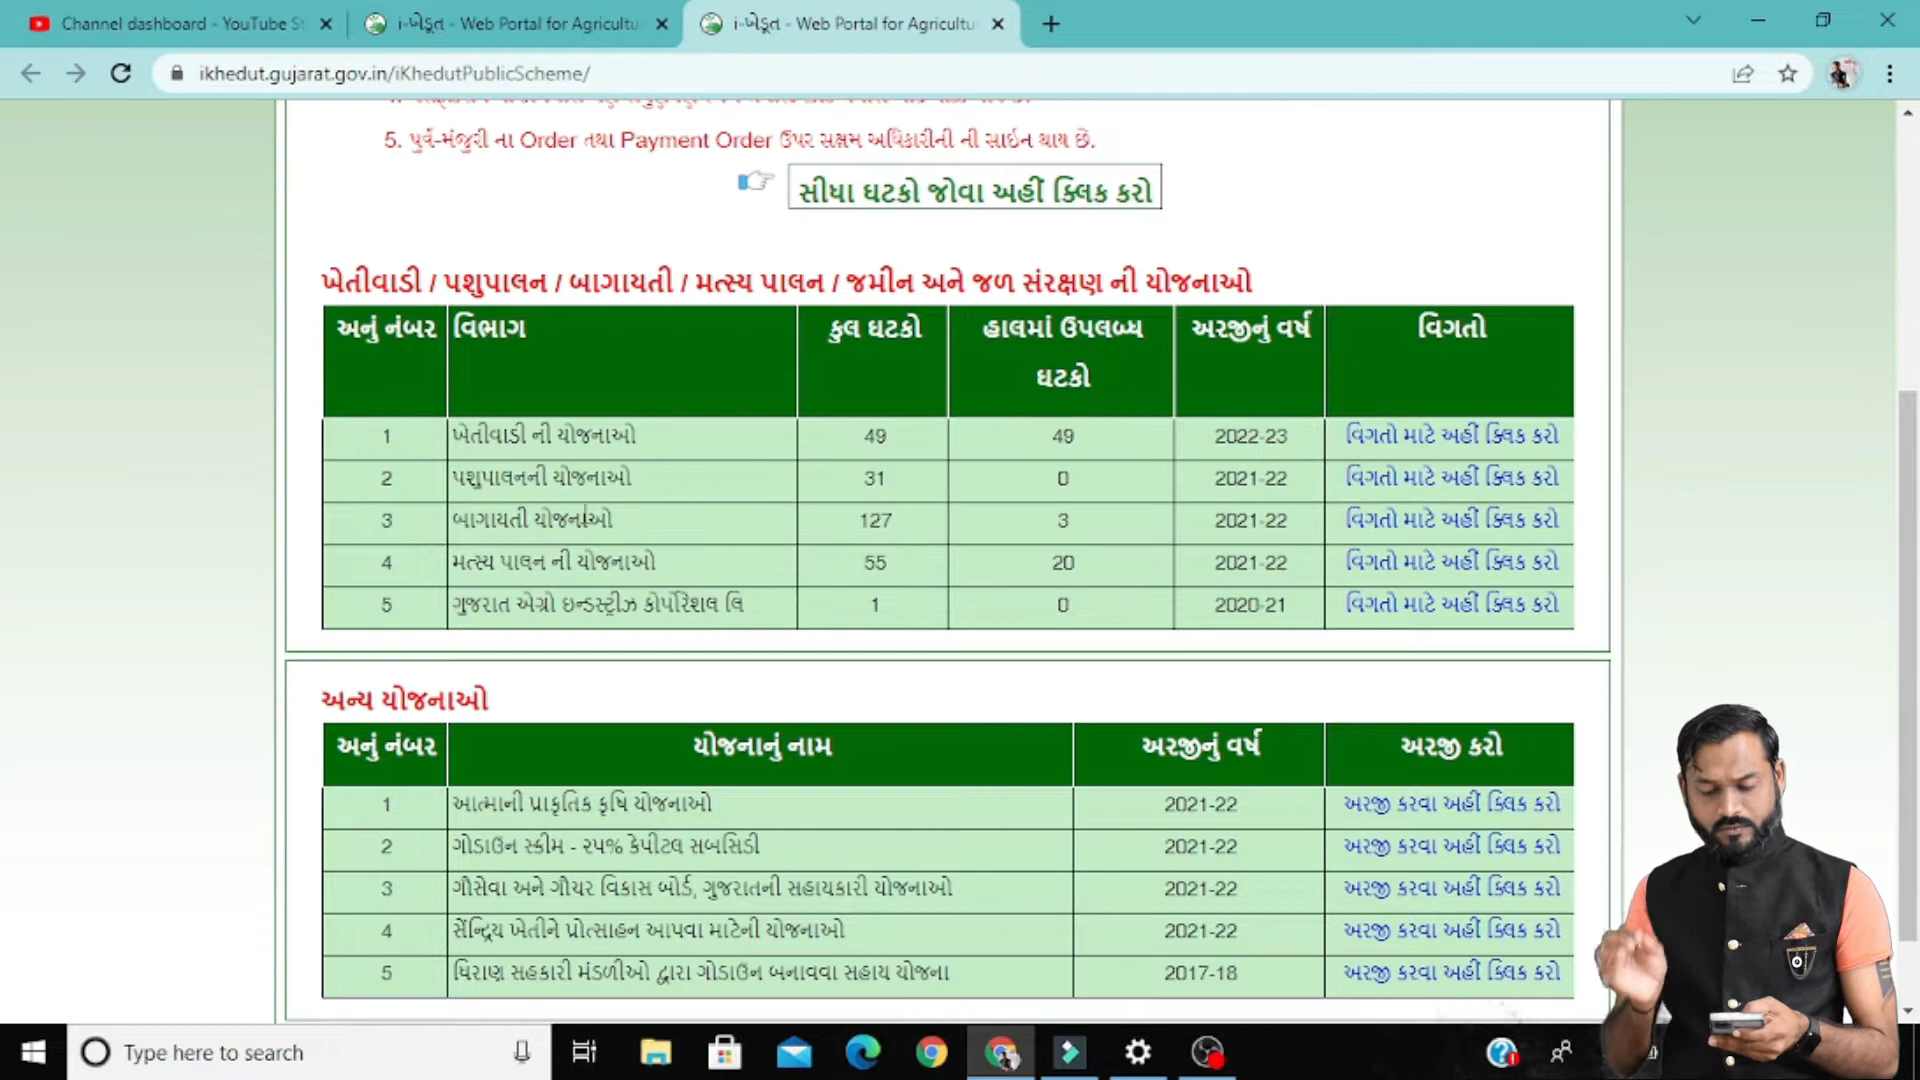 Channel dashboard - YouTube St
i-ખેડૂત - Web Portal for Agricultu
i-ખેડૂત - Web Portal for Agricultu
ikhedut.gujarat.gov.in/iKhedutPublicScheme/
5. પુર્વ-મંજુરી ના Order તથા Payment Order ઉપર સક્ષમ અધિકારીની ની સાઇન થાય છે.
સીધા ઘટકો જોવા અહીં ક્લિક કરો
ખેતીવાડી / પશુપાલન / બાગાયતી / મત્સ્ય પાલન / જમીન અને જળ સંરક્ષણ ની યોજનાઓ
અનું નંબર વિભાગ કુલ ઘટકો હાલમાં ઉપલબ્ધ ઘટકો અરજીનું વર્ષ વિગતો
1 ખેતીવાડી ની યોજનાઓ 49 49 2022-23 વિગતો માટે અહીં ક્લિક કરો
2 પશુપાલનની યોજનાઓ 31 0 2021-22 વિગતો માટે અહીં ક્લિક કરો
3 બાગાયતી યોજનાઓ 127 3 2021-22 વિગતો માટે અહીં ક્લિક કરો
4 મત્સ્ય પાલન ની યોજનાઓ 55 20 2021-22 વિગતો માટે અહીં ક્લિક કરો
5 ગુજરાત એગ્રો ઇન્ડસ્ટ્રીઝ કોર્પોરેશલ લિ 1 0 2020-21 વિગતો માટે અહીં ક્લિક કરો
અન્ય યોજનાઓ
અનું નંબર યોજનાનું નામ અરજીનું વર્ષ અરજી કરો
1 આત્માની પ્રાકૃતિક કૃષિ યોજનાઓ 2021-22 અરજી કરવા અહીં ક્લિક કરો
2 ગોડાઉન સ્કીમ - ૨૫% કેપીટલ સબસિડી 2021-22 અરજી કરવા અહીં ક્લિક કરો
3 ગૌસેવા અને ગૌચર વિકાસ બોર્ડ, ગુજરાતની સહાયકારી યોજનાઓ 2021-22 અરજી કરવા અહીં ક્લિક કરો
4 સેંન્દ્રિય ખેતીને પ્રોત્સાહન આપવા માટેની યોજનાઓ 2021-22 અરજી કરવા અહીં ક્લિક કરો
5 ધિરાણ સહકારી મંડળીઓ દ્વારા ગોડાઉન બનાવવા સહાય યોજના 2017-18 અરજી કરવા અહીં ક્લિક કરો
Type here to search